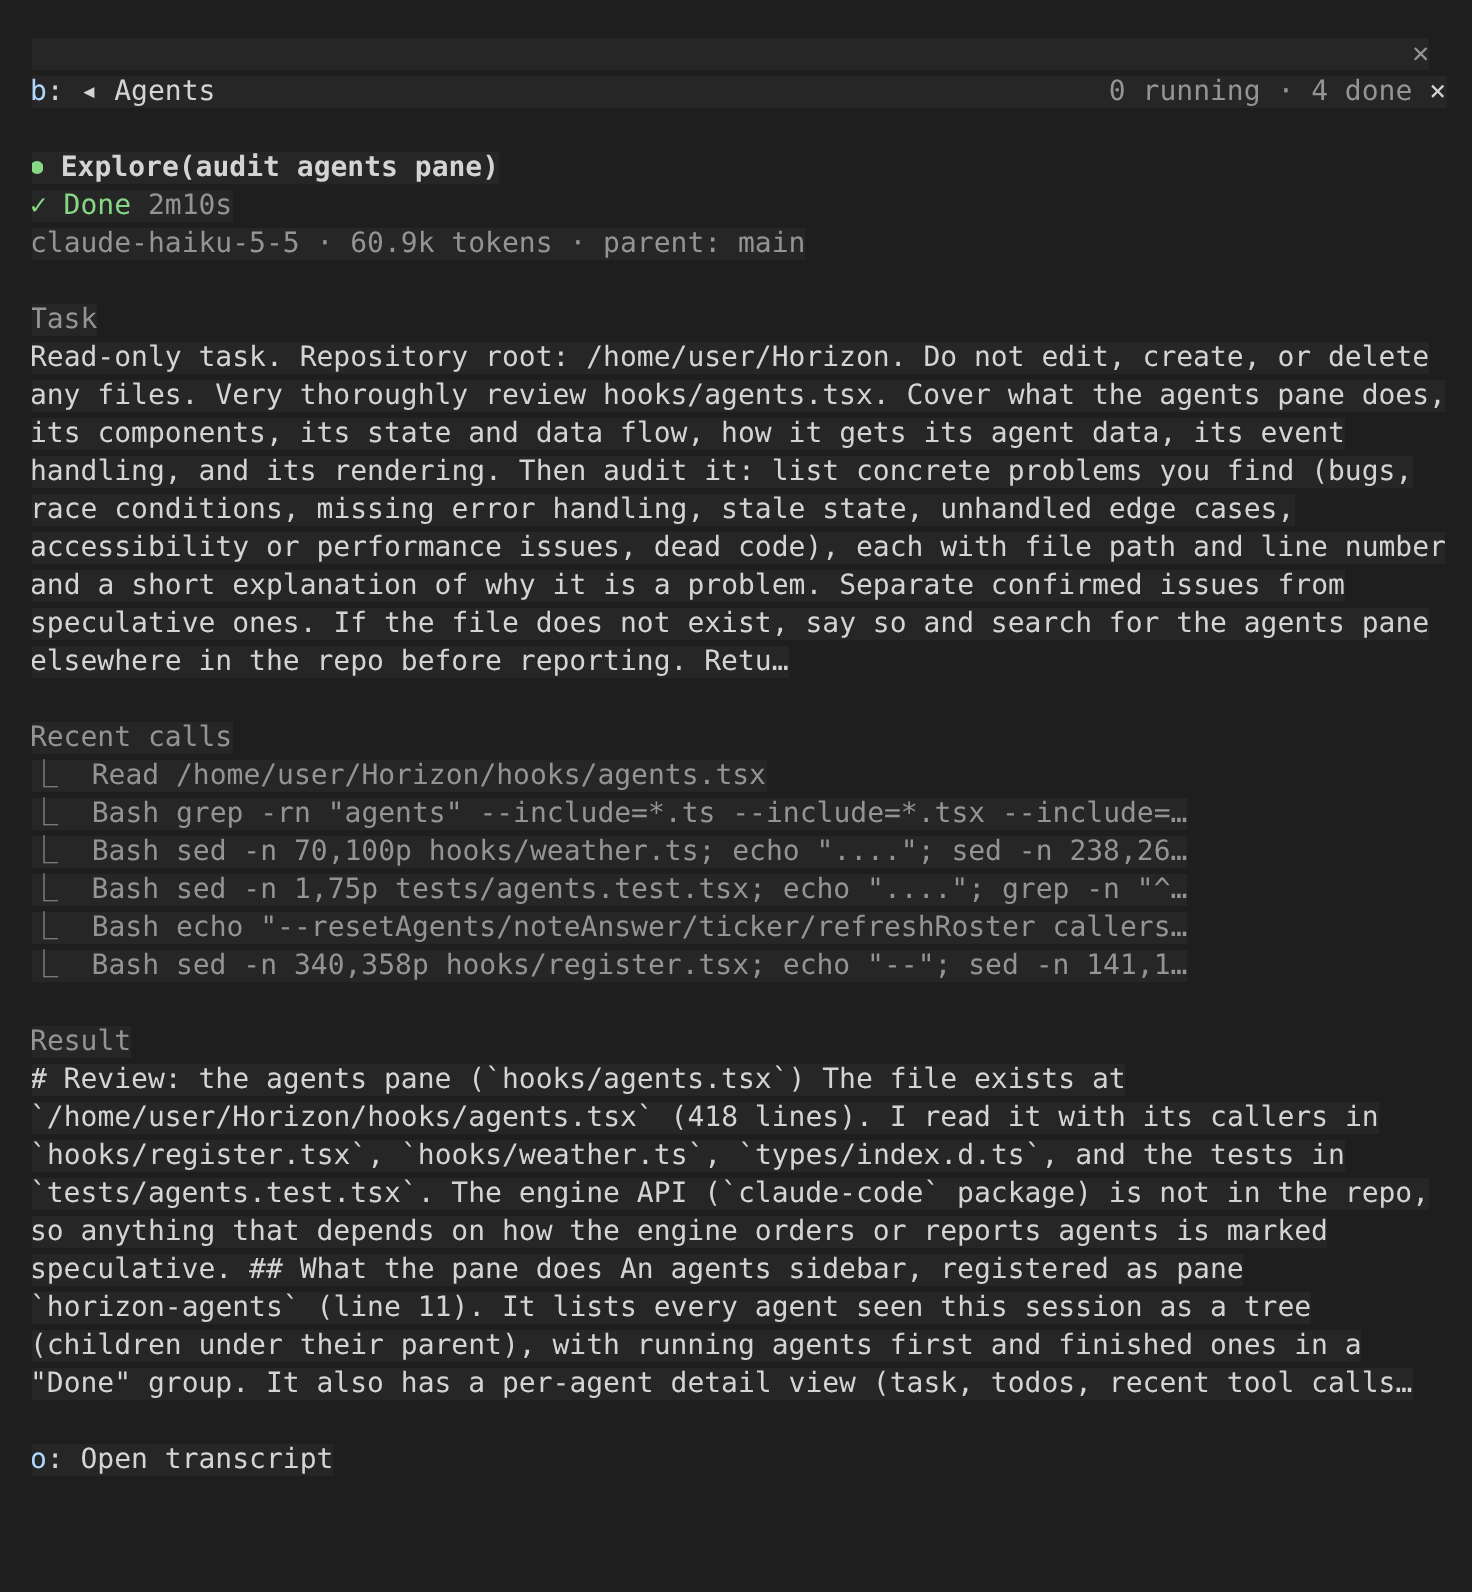 ×
b: ◂ Agents 0 running · 4 done ×
● Explore(audit agents pane)
✓ Done 2m10s
claude-haiku-5-5 · 60.9k tokens · parent: main
Task
Read-only task. Repository root: /home/user/Horizon. Do not edit, create, or delete
any files. Very thoroughly review hooks/agents.tsx. Cover what the agents pane does,
its components, its state and data flow, how it gets its agent data, its event
handling, and its rendering. Then audit it: list concrete problems you find (bugs,
race conditions, missing error handling, stale state, unhandled edge cases,
accessibility or performance issues, dead code), each with file path and line number
and a short explanation of why it is a problem. Separate confirmed issues from
speculative ones. If the file does not exist, say so and search for the agents pane
elsewhere in the repo before reporting. Retu…
Recent calls
⎿  Read /home/user/Horizon/hooks/agents.tsx
⎿  Bash grep -rn "agents" --include=*.ts --include=*.tsx --include=…
⎿  Bash sed -n 70,100p hooks/weather.ts; echo "...."; sed -n 238,26…
⎿  Bash sed -n 1,75p tests/agents.test.tsx; echo "...."; grep -n "^…
⎿  Bash echo "--resetAgents/noteAnswer/ticker/refreshRoster callers…
⎿  Bash sed -n 340,358p hooks/register.tsx; echo "--"; sed -n 141,1…
Result
# Review: the agents pane (`hooks/agents.tsx`) The file exists at
`/home/user/Horizon/hooks/agents.tsx` (418 lines). I read it with its callers in
`hooks/register.tsx`, `hooks/weather.ts`, `types/index.d.ts`, and the tests in
`tests/agents.test.tsx`. The engine API (`claude-code` package) is not in the repo,
so anything that depends on how the engine orders or reports agents is marked
speculative. ## What the pane does An agents sidebar, registered as pane
`horizon-agents` (line 11). It lists every agent seen this session as a tree
(children under their parent), with running agents first and finished ones in a
"Done" group. It also has a per-agent detail view (task, todos, recent tool calls…
o: Open transcript